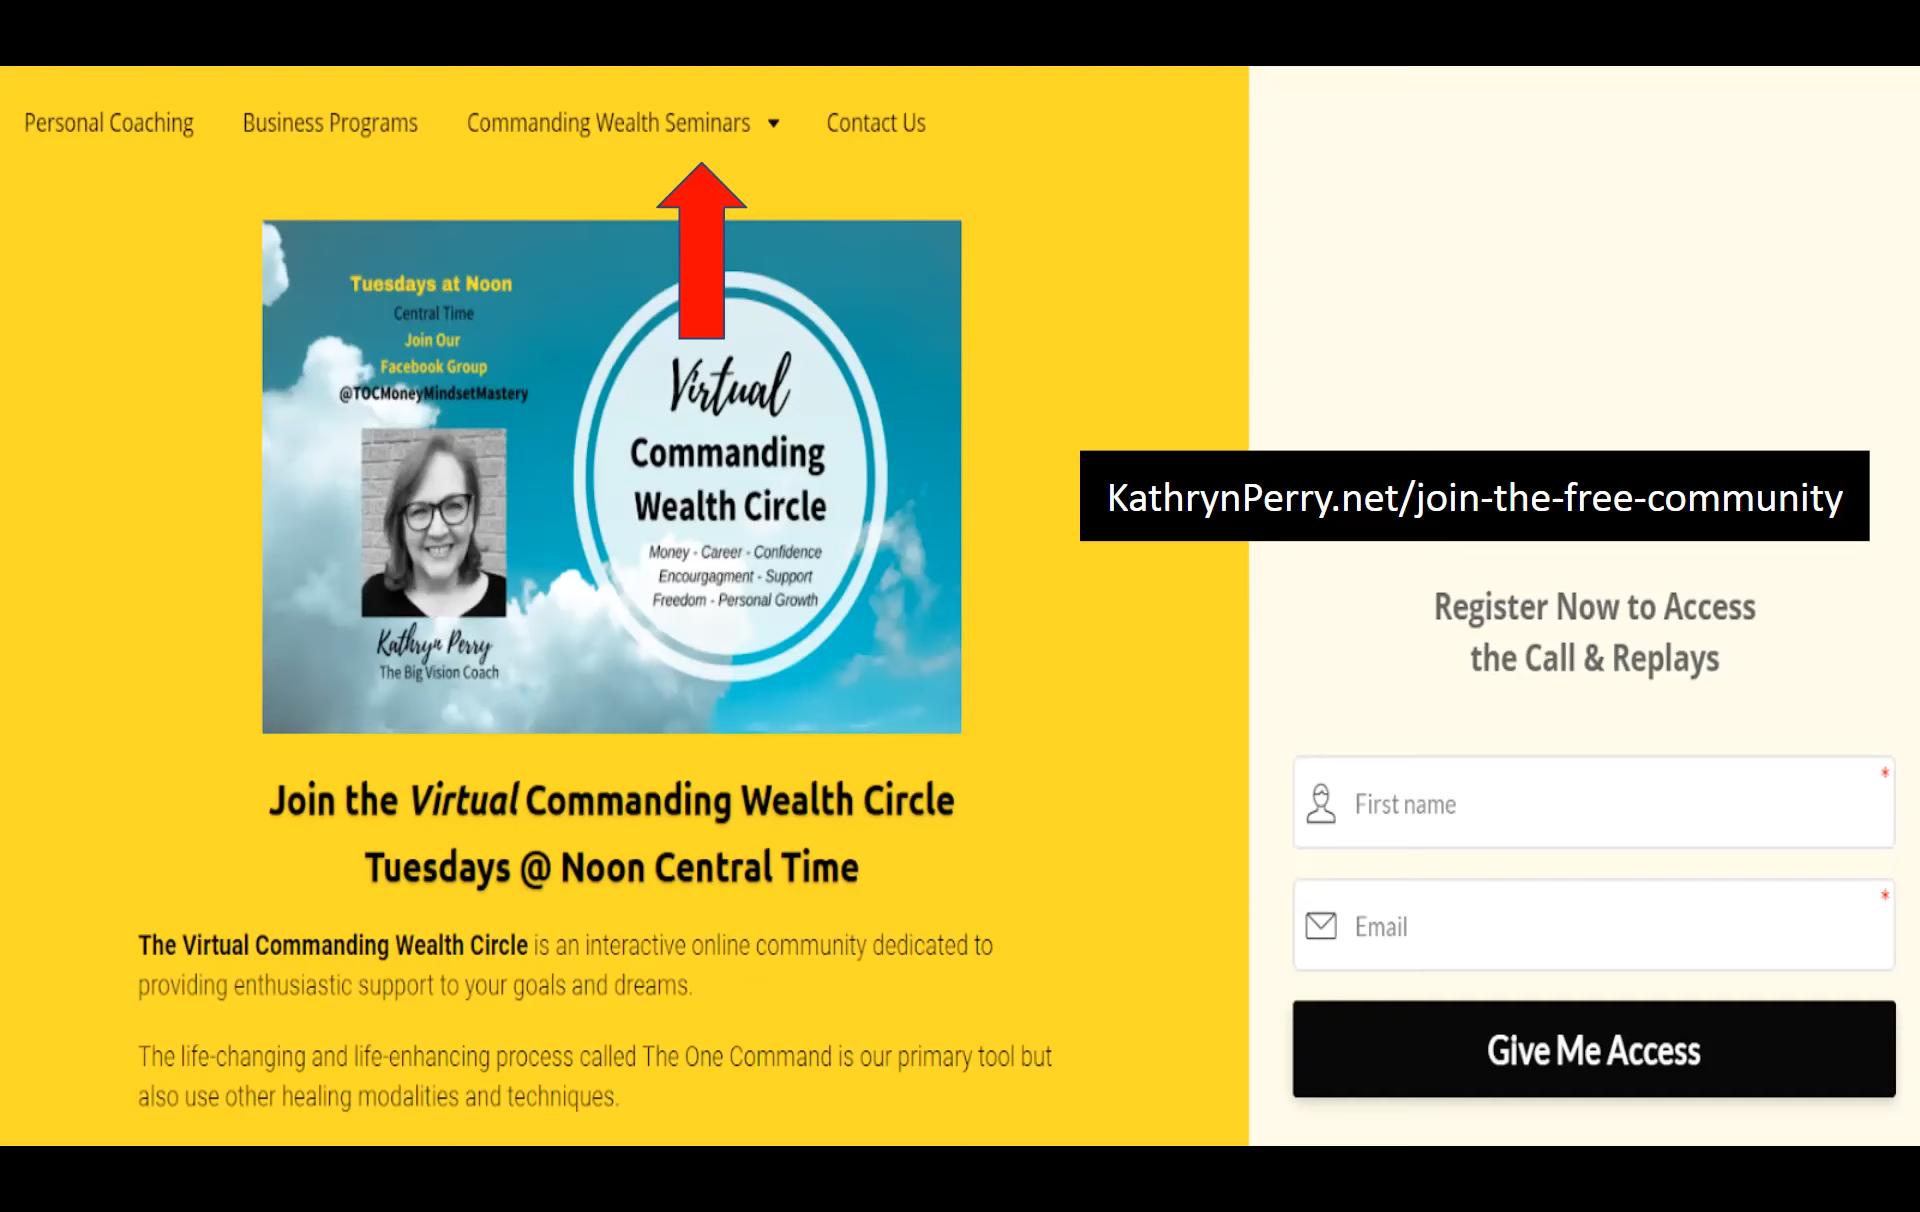 Personal Coaching
Business Programs
Commanding Wealth Seminars
Contact Us
Tuesdays at Noon
Central Time
Join Our
Facebook Group
@TOCMoneyMindsetMastery
Kathryn Perry
The Big Vision Coach
Virtual
Commanding
Wealth Circle
Money - Career - Confidence
Encourgagment - Support
Freedom - Personal Growth
Join the Virtual Commanding Wealth Circle
Tuesdays @ Noon Central Time
The Virtual Commanding Wealth Circle is an interactive online community dedicated to
providing enthusiastic support to your goals and dreams.
The life-changing and life-enhancing process called The One Command is our primary tool but
also use other healing modalities and techniques.
KathrynPerry.net/join-the-free-community
Register Now to Access
the Call & Replays
First name
*
Email
*
Give Me Access